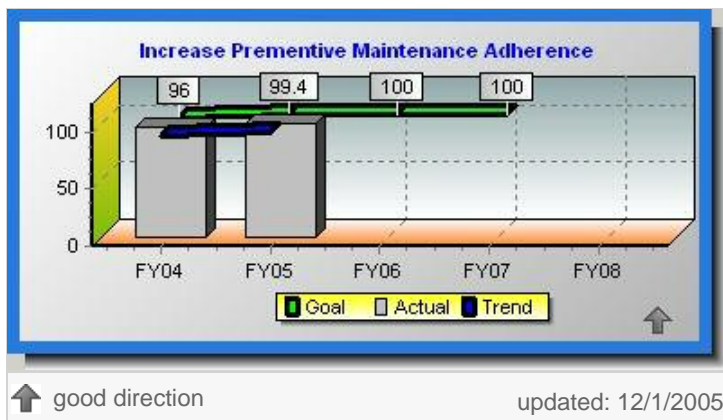 Increase Prementive Maintenance Adherence
96 99.4 100 100
100
50
0
FY04 FY05 FY06 FY07 FY08
Goal Actual Trend
good direction updated: 12/1/2005